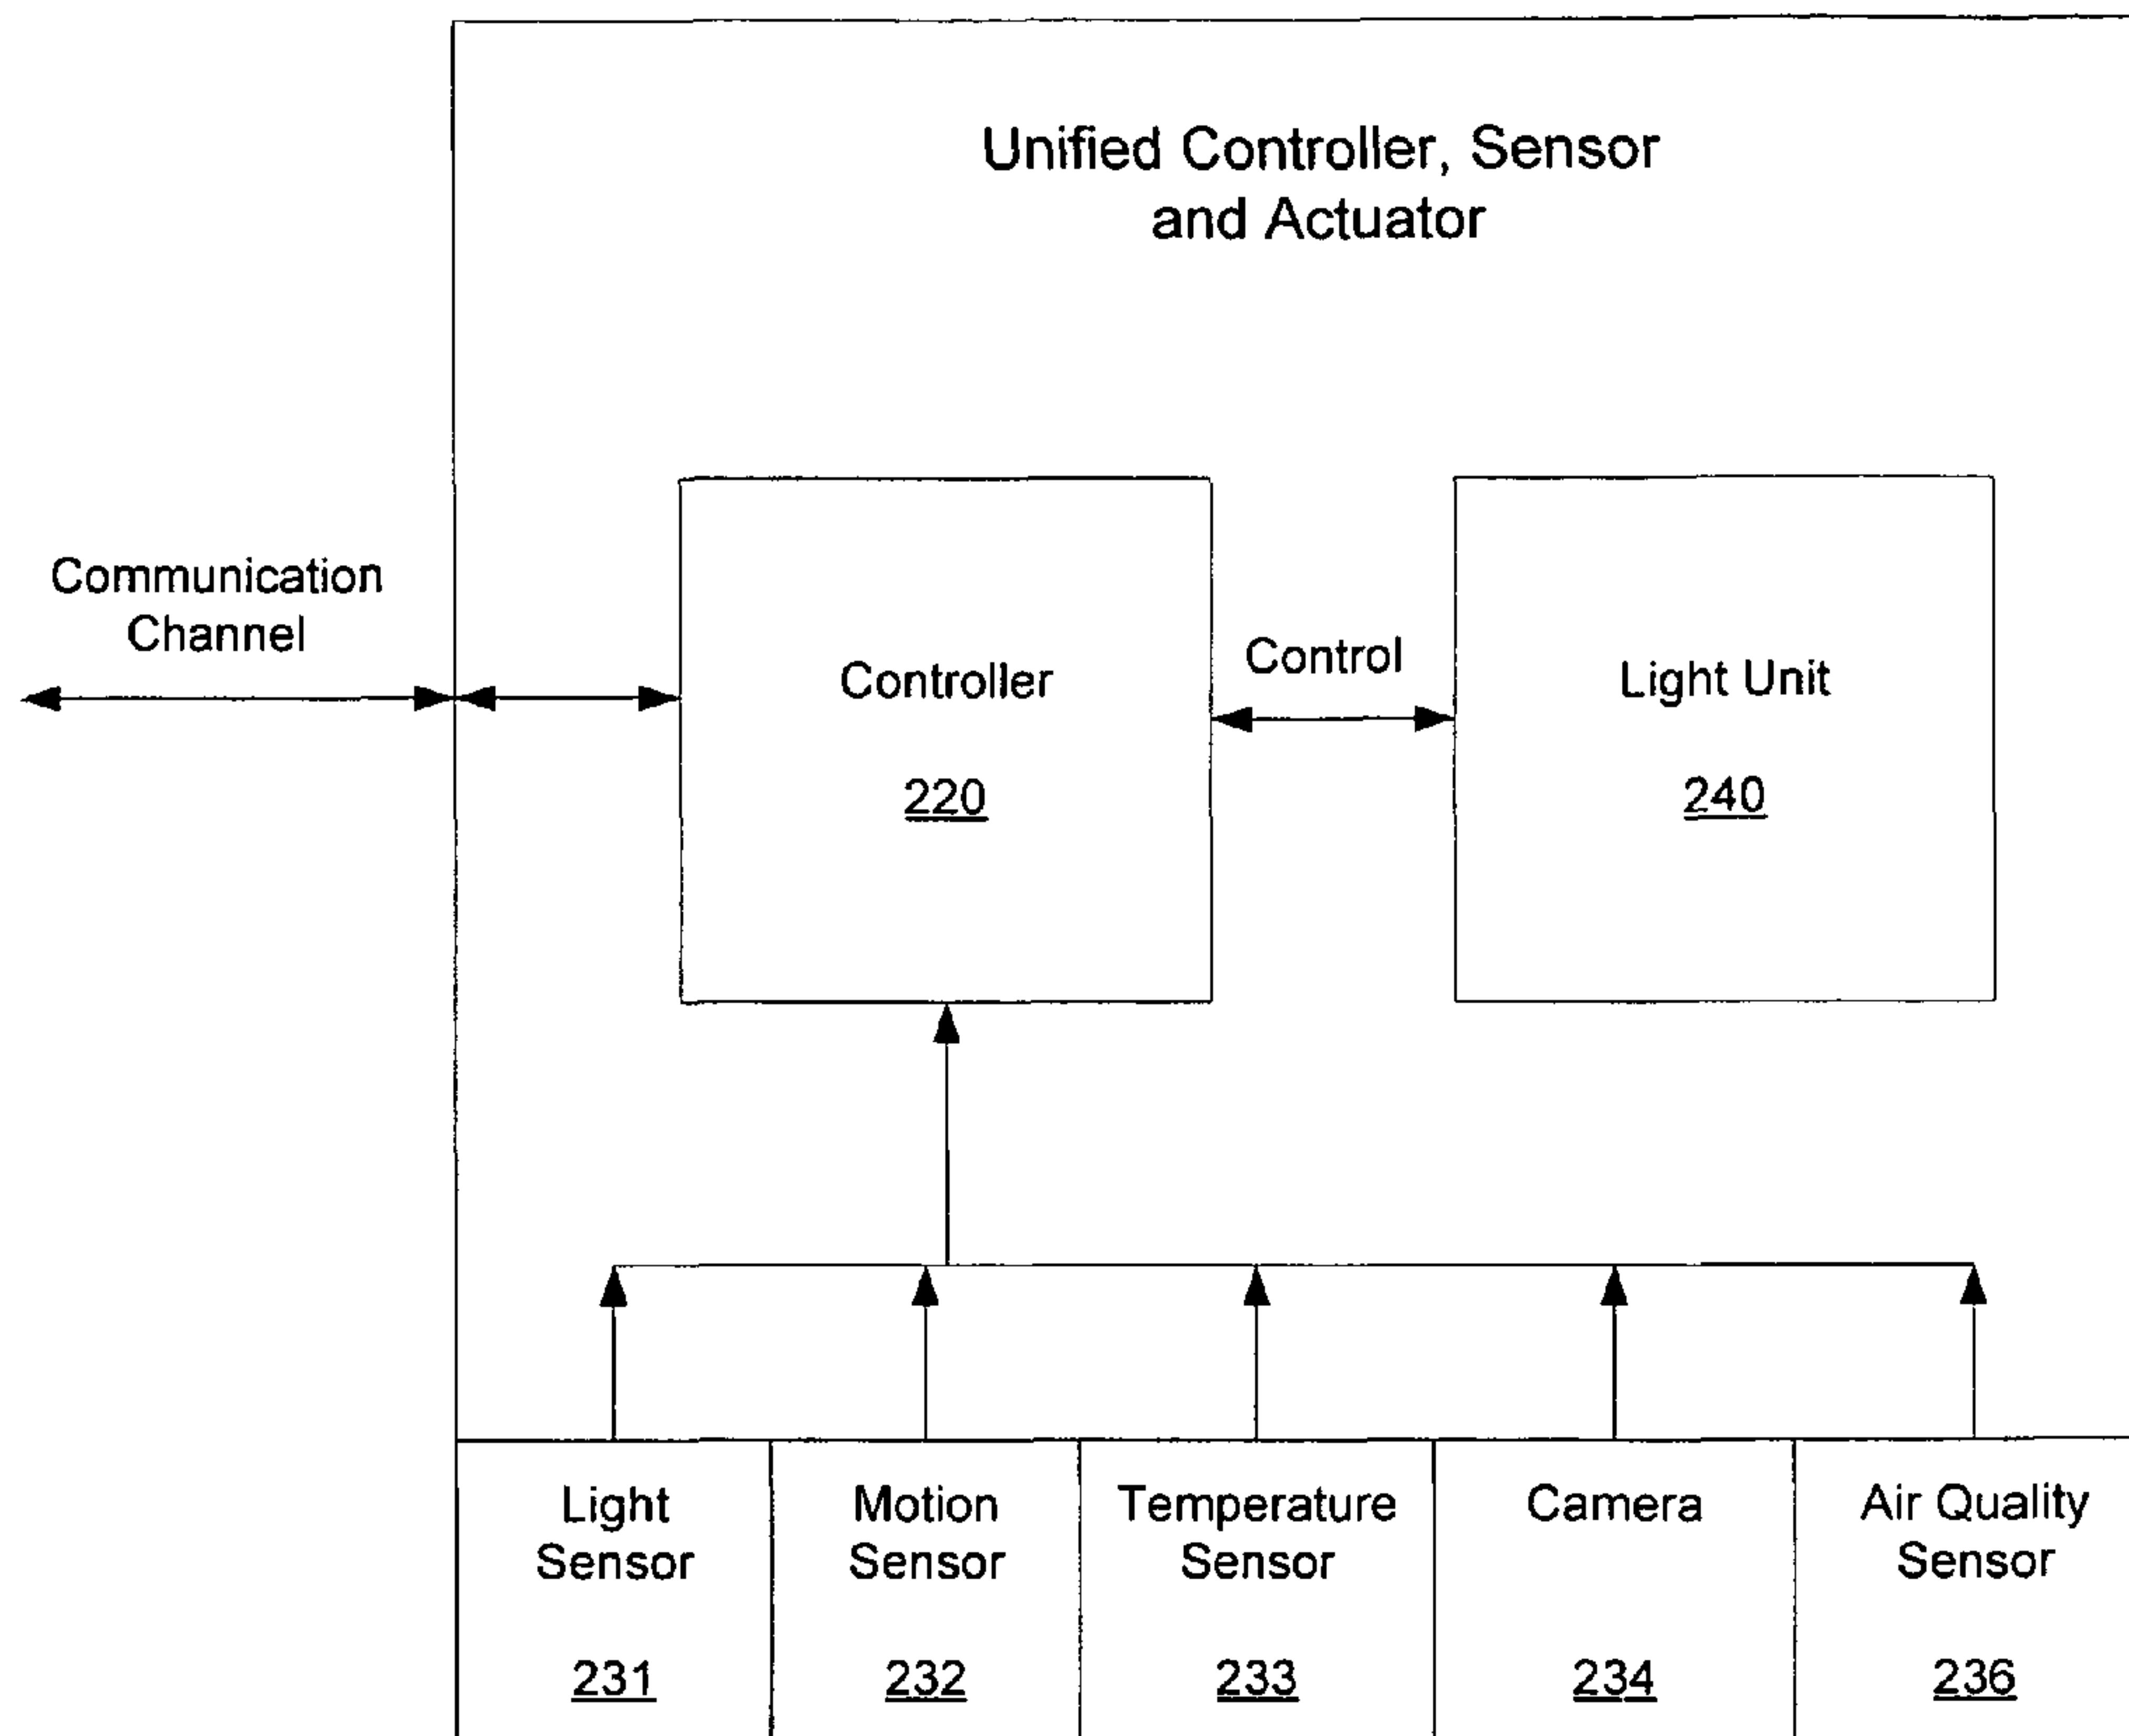 Unified Controller, Sensor
and Actuator
Communication
Channel
Controller
220
Control
Light Unit
240
Light
Sensor
231
Motion
Sensor
232
Temperature
Sensor
233
Camera
234
Air Quality
Sensor
236